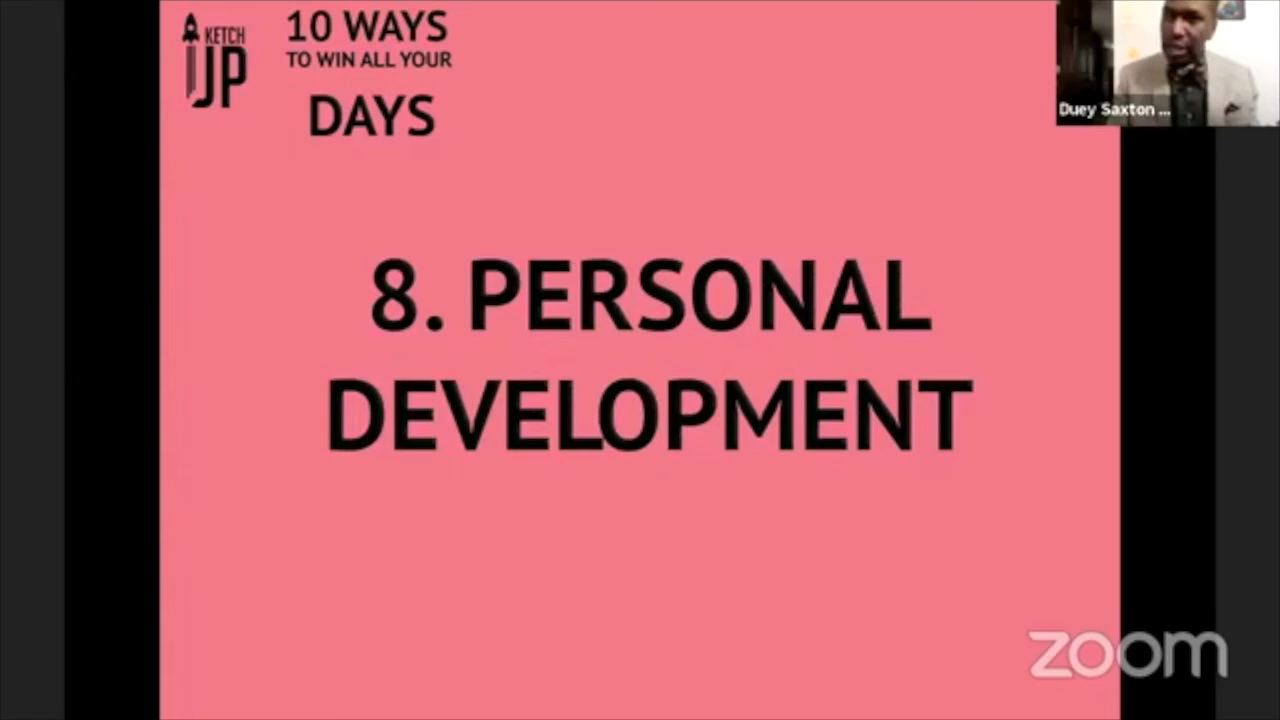 KETCH
UP
10 WAYS
TO WIN ALL YOUR
DAYS
Duey Saxton ...
8. PERSONAL
DEVELOPMENT
zoom